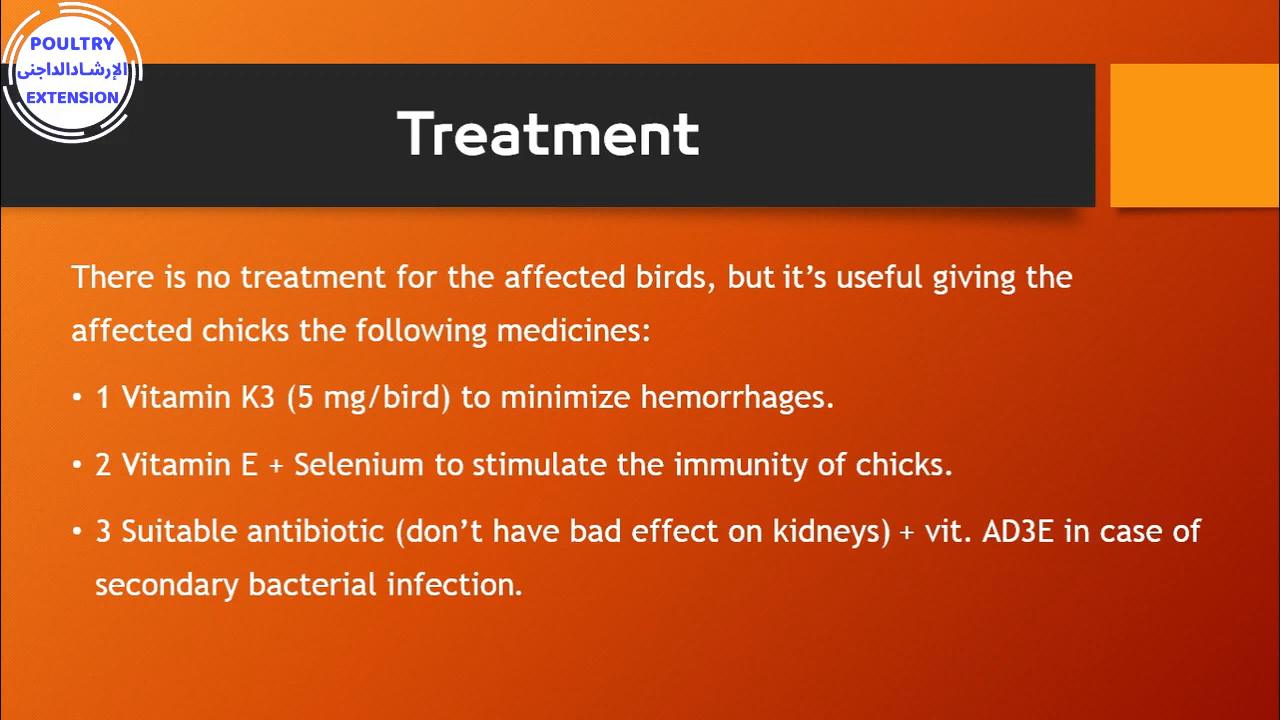 POULTRY
الإرشادالداجنى
EXTENSION
Treatment
There is no treatment for the affected birds, but it’s useful giving the
affected chicks the following medicines:
• 1 Vitamin K3 (5 mg/bird) to minimize hemorrhages.
• 2 Vitamin E + Selenium to stimulate the immunity of chicks.
• 3 Suitable antibiotic (don’t have bad effect on kidneys) + vit. AD3E in case of
secondary bacterial infection.